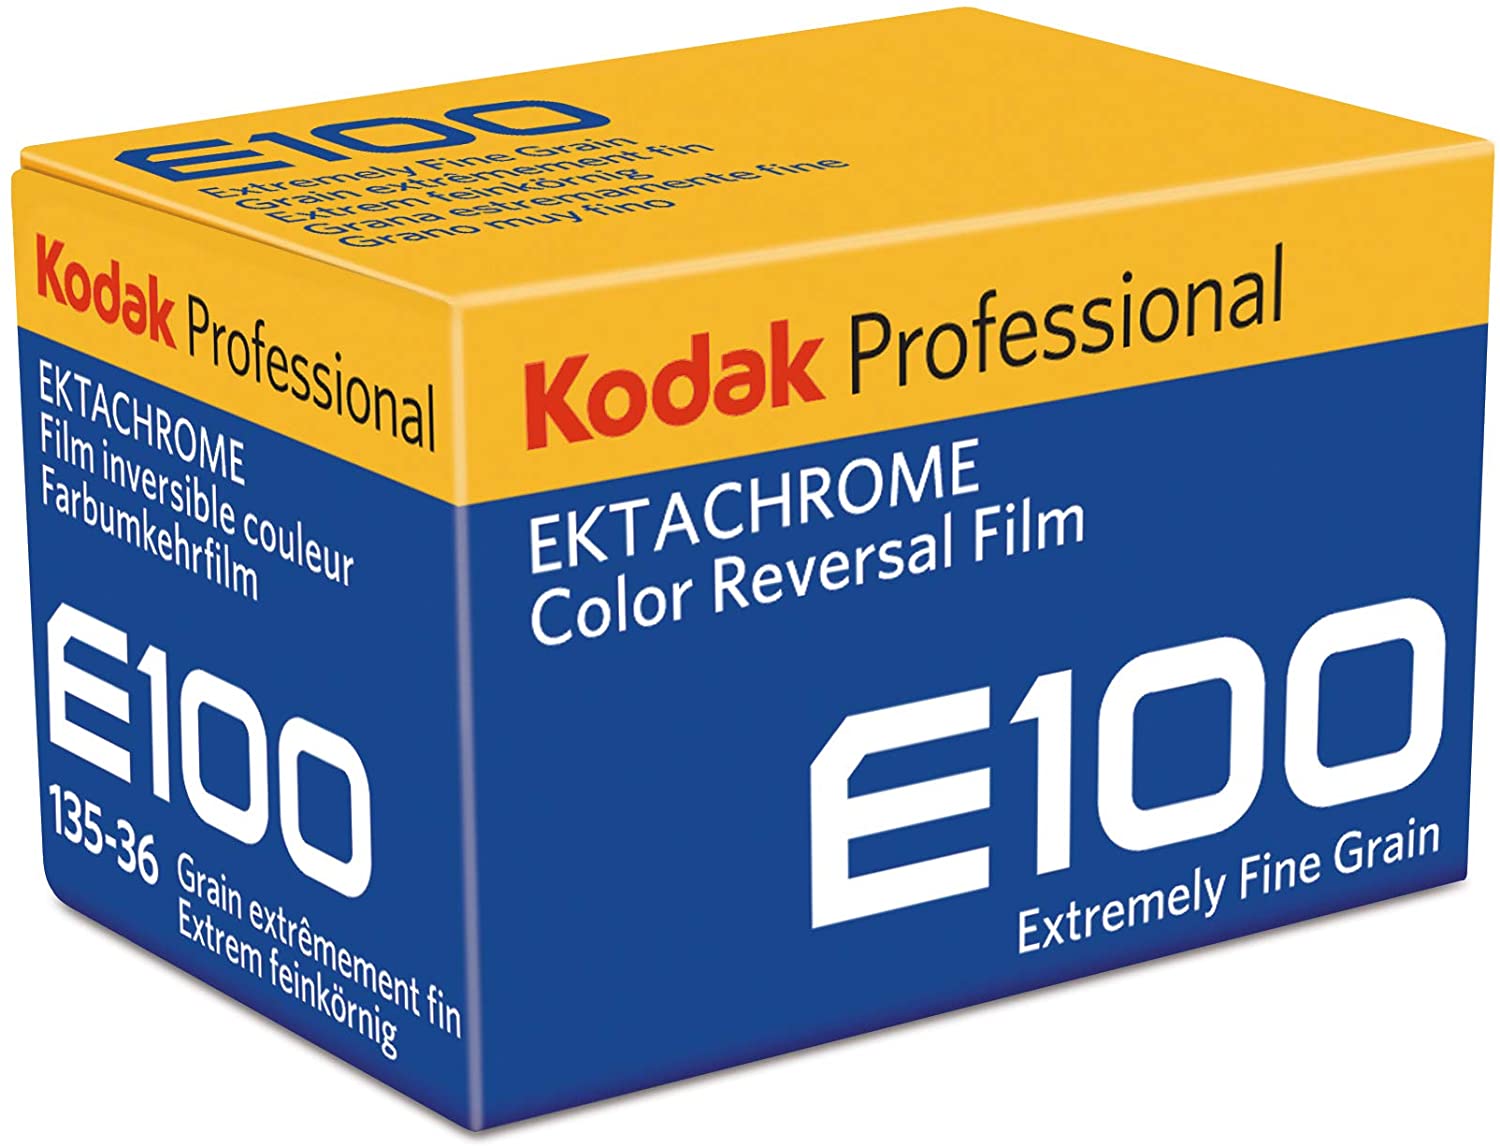 E100
Extremely Fine Grain
Grain extrêmement fin
Extrem feinkörnig
Grana estremamente fine
Grano muy fino
Kodak Professional
EKTACHROME
Film inversible couleur
Farbumkehrfilm
E100
135-36
Grain extrêmement fin
Extrem feinkörnig
Kodak Professional
EKTACHROME
Color Reversal Film
E100
Extremely Fine Grain